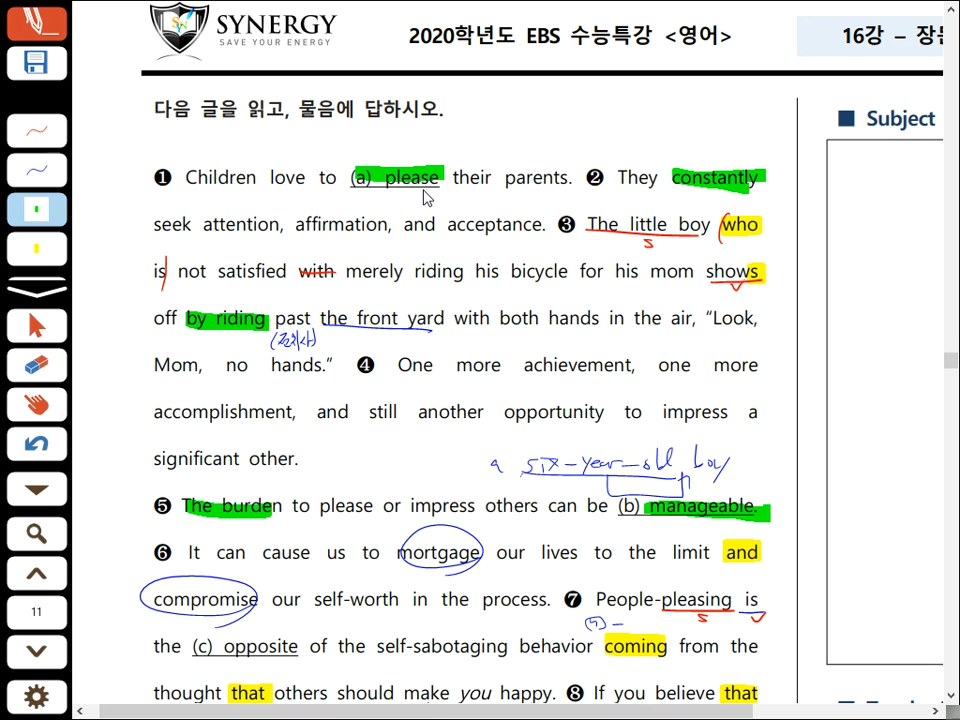 SYNERGY
SAVE YOUR ENERGY
2020학년도 EBS 수능특강 <영어>
16강 – 장문
다음 글을 읽고, 물음에 답하시오.
■ Subject
❶ Children love to (a) please their parents. ❷ They constantly
seek attention, affirmation, and acceptance. ❸ The little boy who
s
is not satisfied with merely riding his bicycle for his mom shows
v
off by riding past the front yard with both hands in the air, “Look,
(전치사)
Mom, no hands.” ❹ One more achievement, one more
accomplishment, and still another opportunity to impress a
significant other.
a six-year-old boy
❺ The burden to please or impress others can be (b) manageable.
❻ It can cause us to mortgage our lives to the limit and
compromise our self-worth in the process. ❼ People-pleasing is
s v
the (c) opposite of the self-sabotaging behavior coming from the
thought that others should make you happy. ❽ If you believe that
11